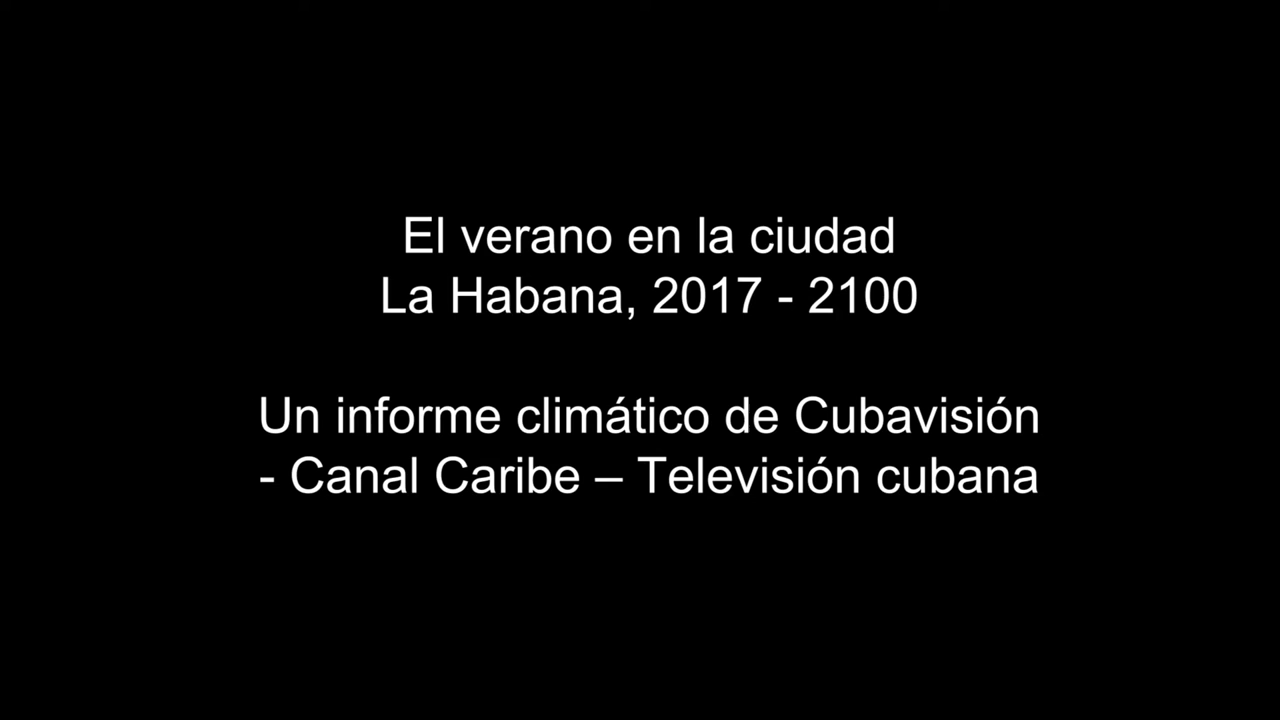 El verano en la ciudad
La Habana, 2017 - 2100
Un informe climático de Cubavisión
- Canal Caribe – Televisión cubana